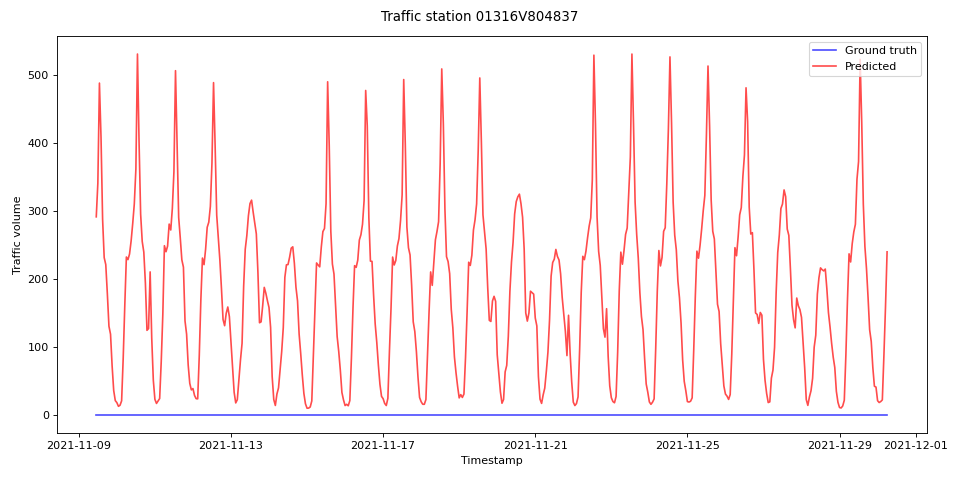 Traffic station 01316V804837
Ground truth
Predicted
Traffic volume
500
400
300
200
100
0
2021-11-09
2021-11-13
2021-11-17
2021-11-21
2021-11-25
2021-11-29
2021-12-01
Timestamp